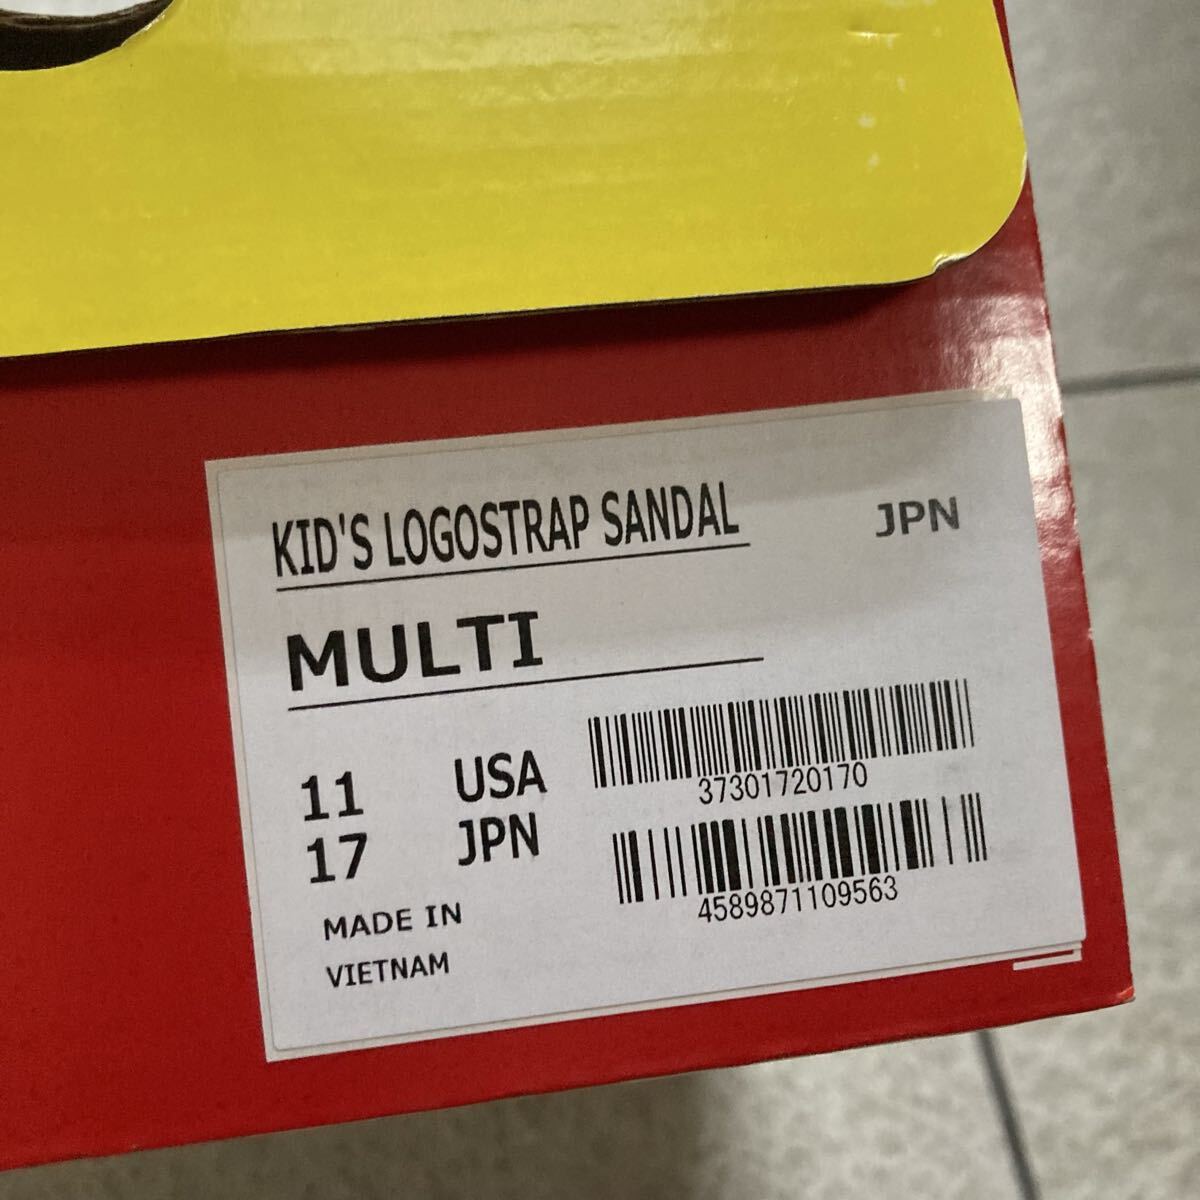 KID'S LOGOSTRAP SANDAL JPN
MULTI
11 USA
17 JPN
37301720170
4589871109563
MADE IN
VIETNAM